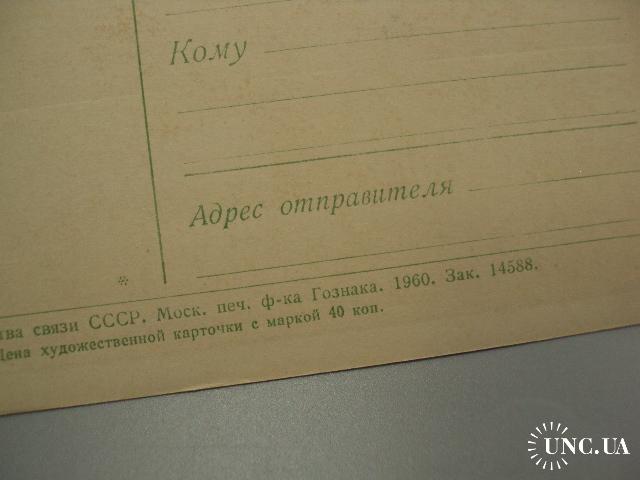 Кому
Адрес отправителя
*
связи СССР. Моск. печ. ф-ка Гознака. 1960. Зак. 14588.
Цена художественной карточки с маркой 40 коп.
UNC.UA